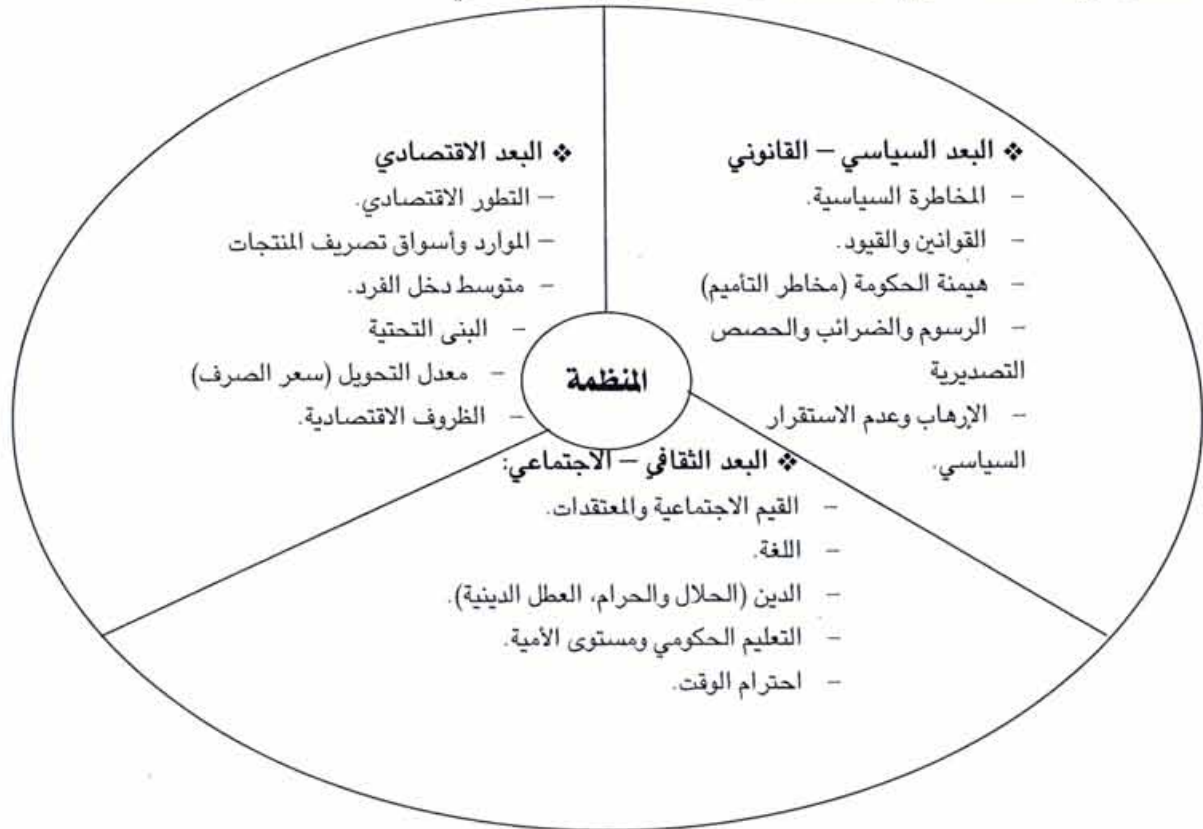 ❖ البعد السياسي – القانوني
– المخاطرة السياسية.
– القوانين والقيود.
– هيمنة الحكومة (مخاطر التأميم)
– الرسوم والضرائب والحصص
التصديرية
– الإرهاب وعدم الاستقرار
السياسي.
❖ البعد الاقتصادي
– التطور الاقتصادي.
– الموارد وأسواق تصريف المنتجات
– متوسط دخل الفرد.
– البنى التحتية
– معدل التحويل (سعر الصرف)
– الظروف الاقتصادية.
المنظمة
❖ البعد الثقافي – الاجتماعي:
– القيم الاجتماعية والمعتقدات.
– اللغة.
– الدين (الحلال والحرام، العطل الدينية).
– التعليم الحكومي ومستوى الأمية.
– احترام الوقت.